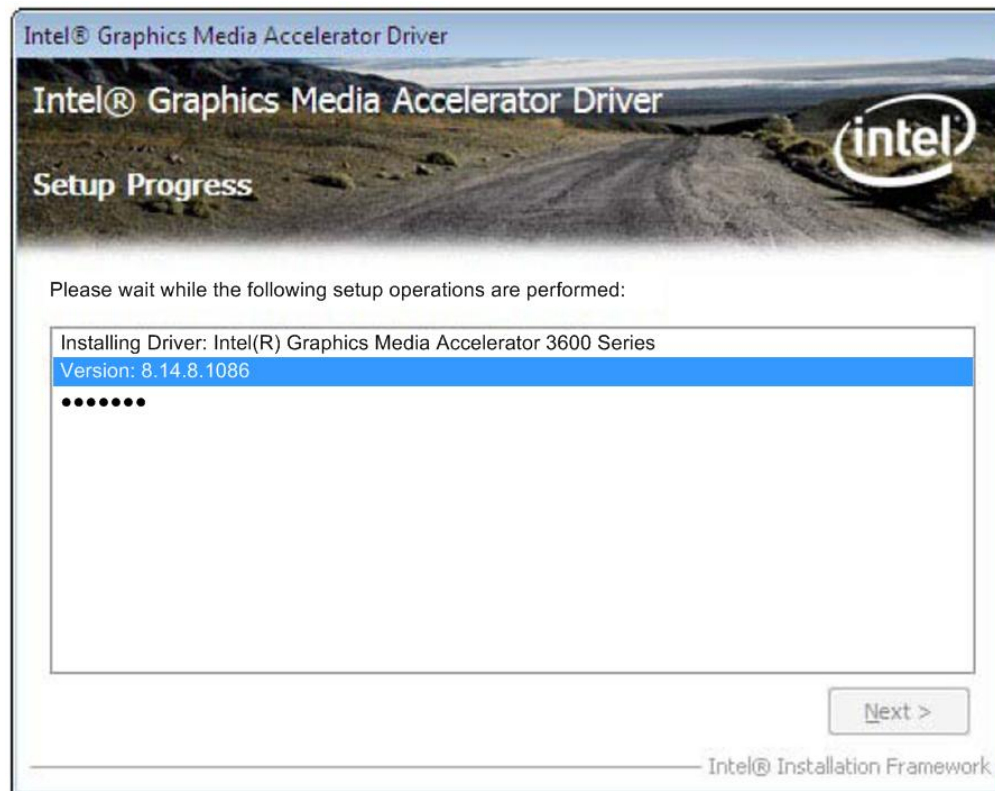 Intel® Graphics Media Accelerator Driver
Intel® Graphics Media Accelerator Driver
intel
Setup Progress
Please wait while the following setup operations are performed:
Installing Driver: Intel(R) Graphics Media Accelerator 3600 Series
Version: 8.14.8.1086
●●●●●●●
Next >
Intel® Installation Framework